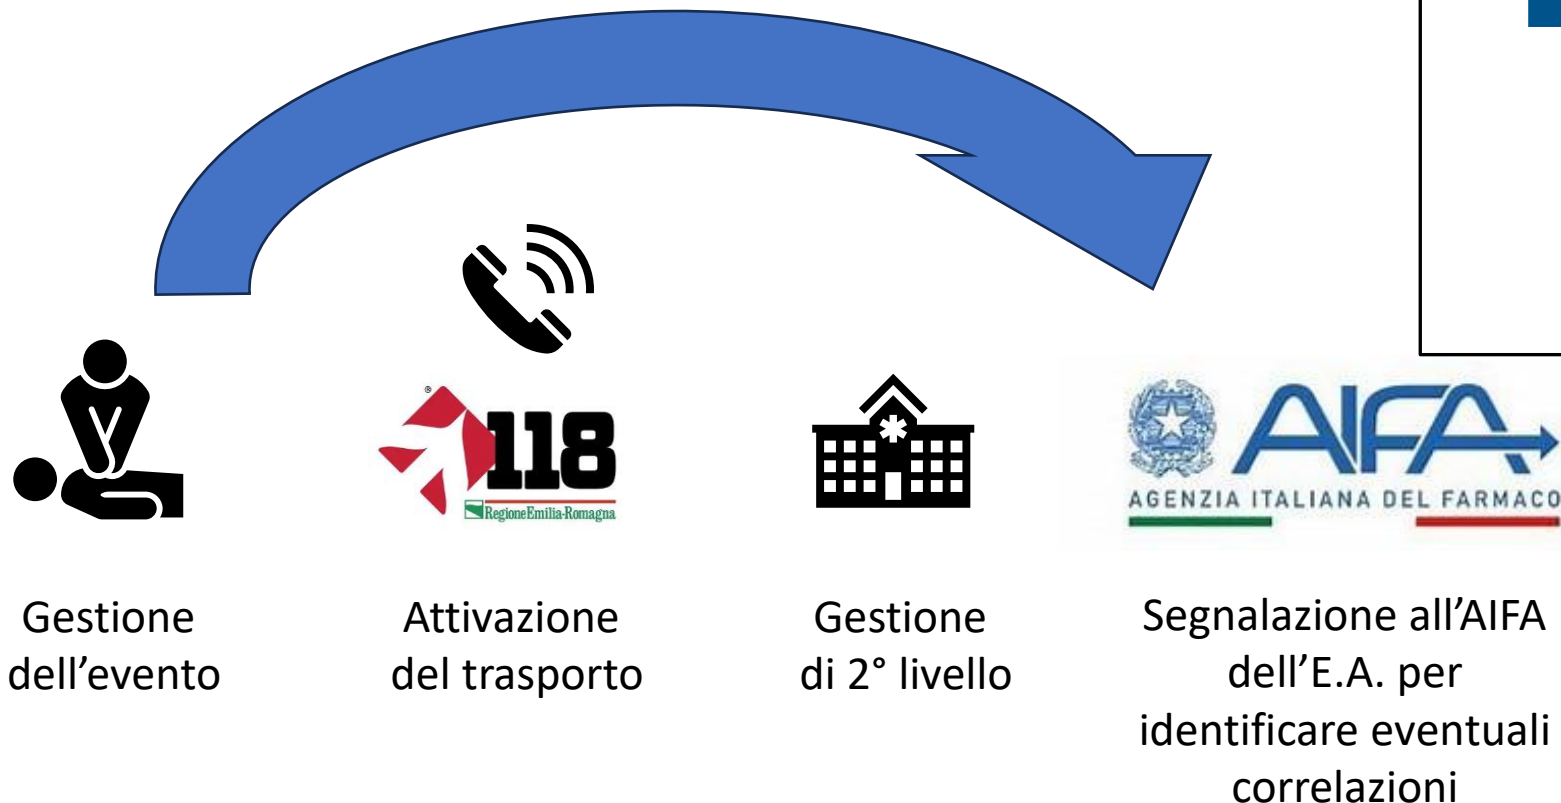 ®
118
RegioneEmilia-Romagna
AIFA
AGENZIA ITALIANA DEL FARMACO
Gestione
dell’evento
Attivazione
del trasporto
Gestione
di 2° livello
Segnalazione all’AIFA
dell’E.A. per
identificare eventuali
correlazioni